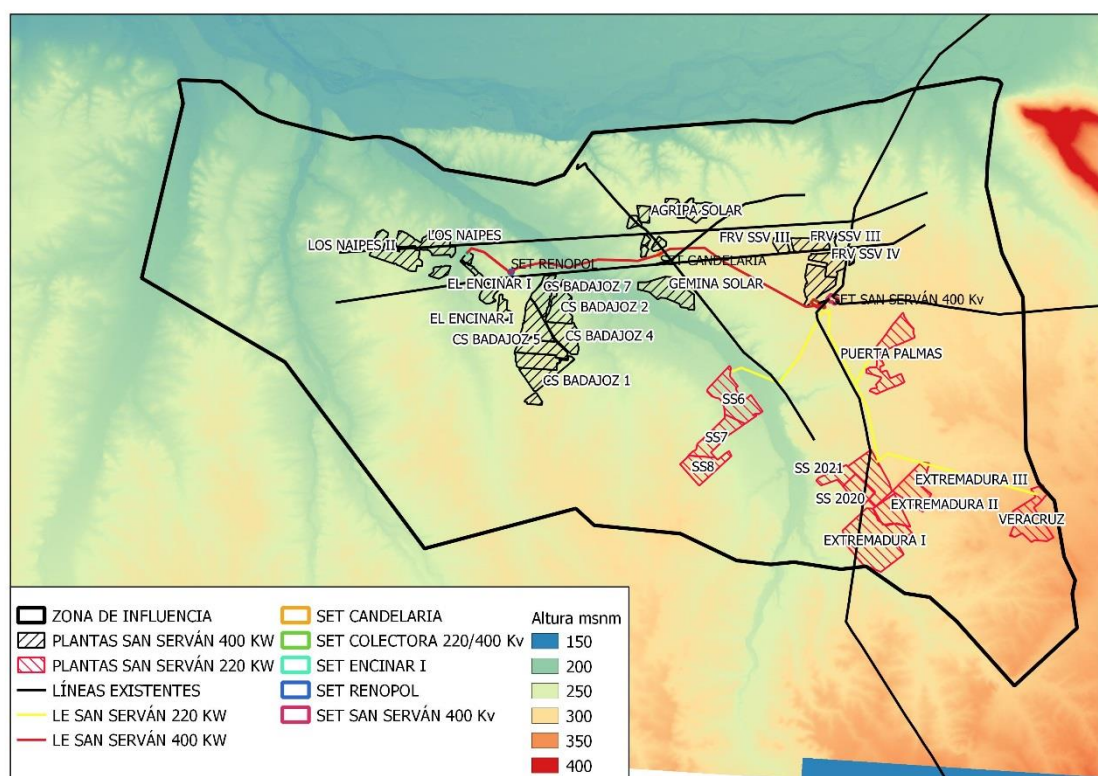 AGRIPA SOLAR
LOS NAIPES
FRV SSV III
FRV SSV III
LOS NAIPES II
FRV SSV IV
SET RENOPOL
SET CANDELARIA
EL ENCINAR I
CS BADAJOZ 7
GEMINA SOLAR
SET SAN SERVÁN 400 Kv
CS BADAJOZ 2
EL ENCINAR I
CS BADAJOZ 5
CS BADAJOZ 4
PUERTA PALMAS
CS BADAJOZ 1
SS6
SS7
SS8
SS 2021
EXTREMADURA III
SS 2020
EXTREMADURA II
VERACRUZ
EXTREMADURA I
ZONA DE INFLUENCIA
PLANTAS SAN SERVÁN 400 KW
PLANTAS SAN SERVÁN 220 KW
LÍNEAS EXISTENTES
LE SAN SERVÁN 220 KW
LE SAN SERVÁN 400 KW
SET CANDELARIA
SET COLECTORA 220/400 Kv
SET ENCINAR I
SET RENOPOL
SET SAN SERVÁN 400 Kv
Altura msnm
150
200
250
300
350
400